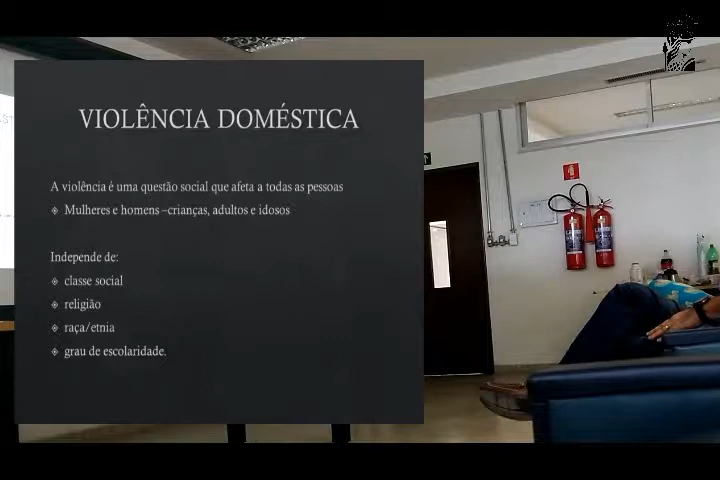 VIOLÊNCIA DOMÉSTICA
A violência é uma questão social que afeta a todas as pessoas
Mulheres e homens –crianças, adultos e idosos
Independe de:
classe social
religião
raça/etnia
grau de escolaridade.